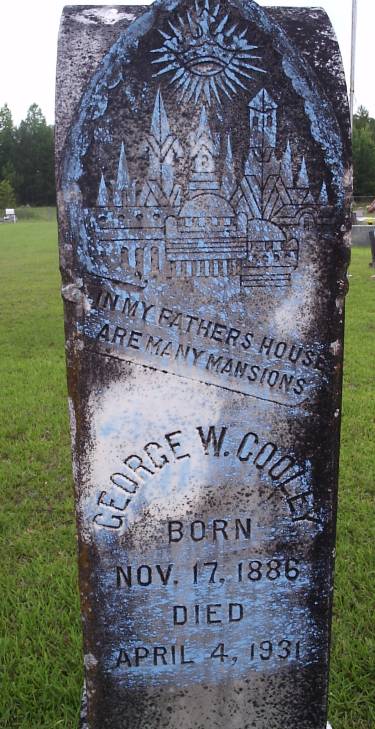 IN MY FATHERS HOUSE
ARE MANY MANSIONS
GEORGE W. COOLEY
BORN
NOV. 17, 1886
DIED
APRIL 4, 1931